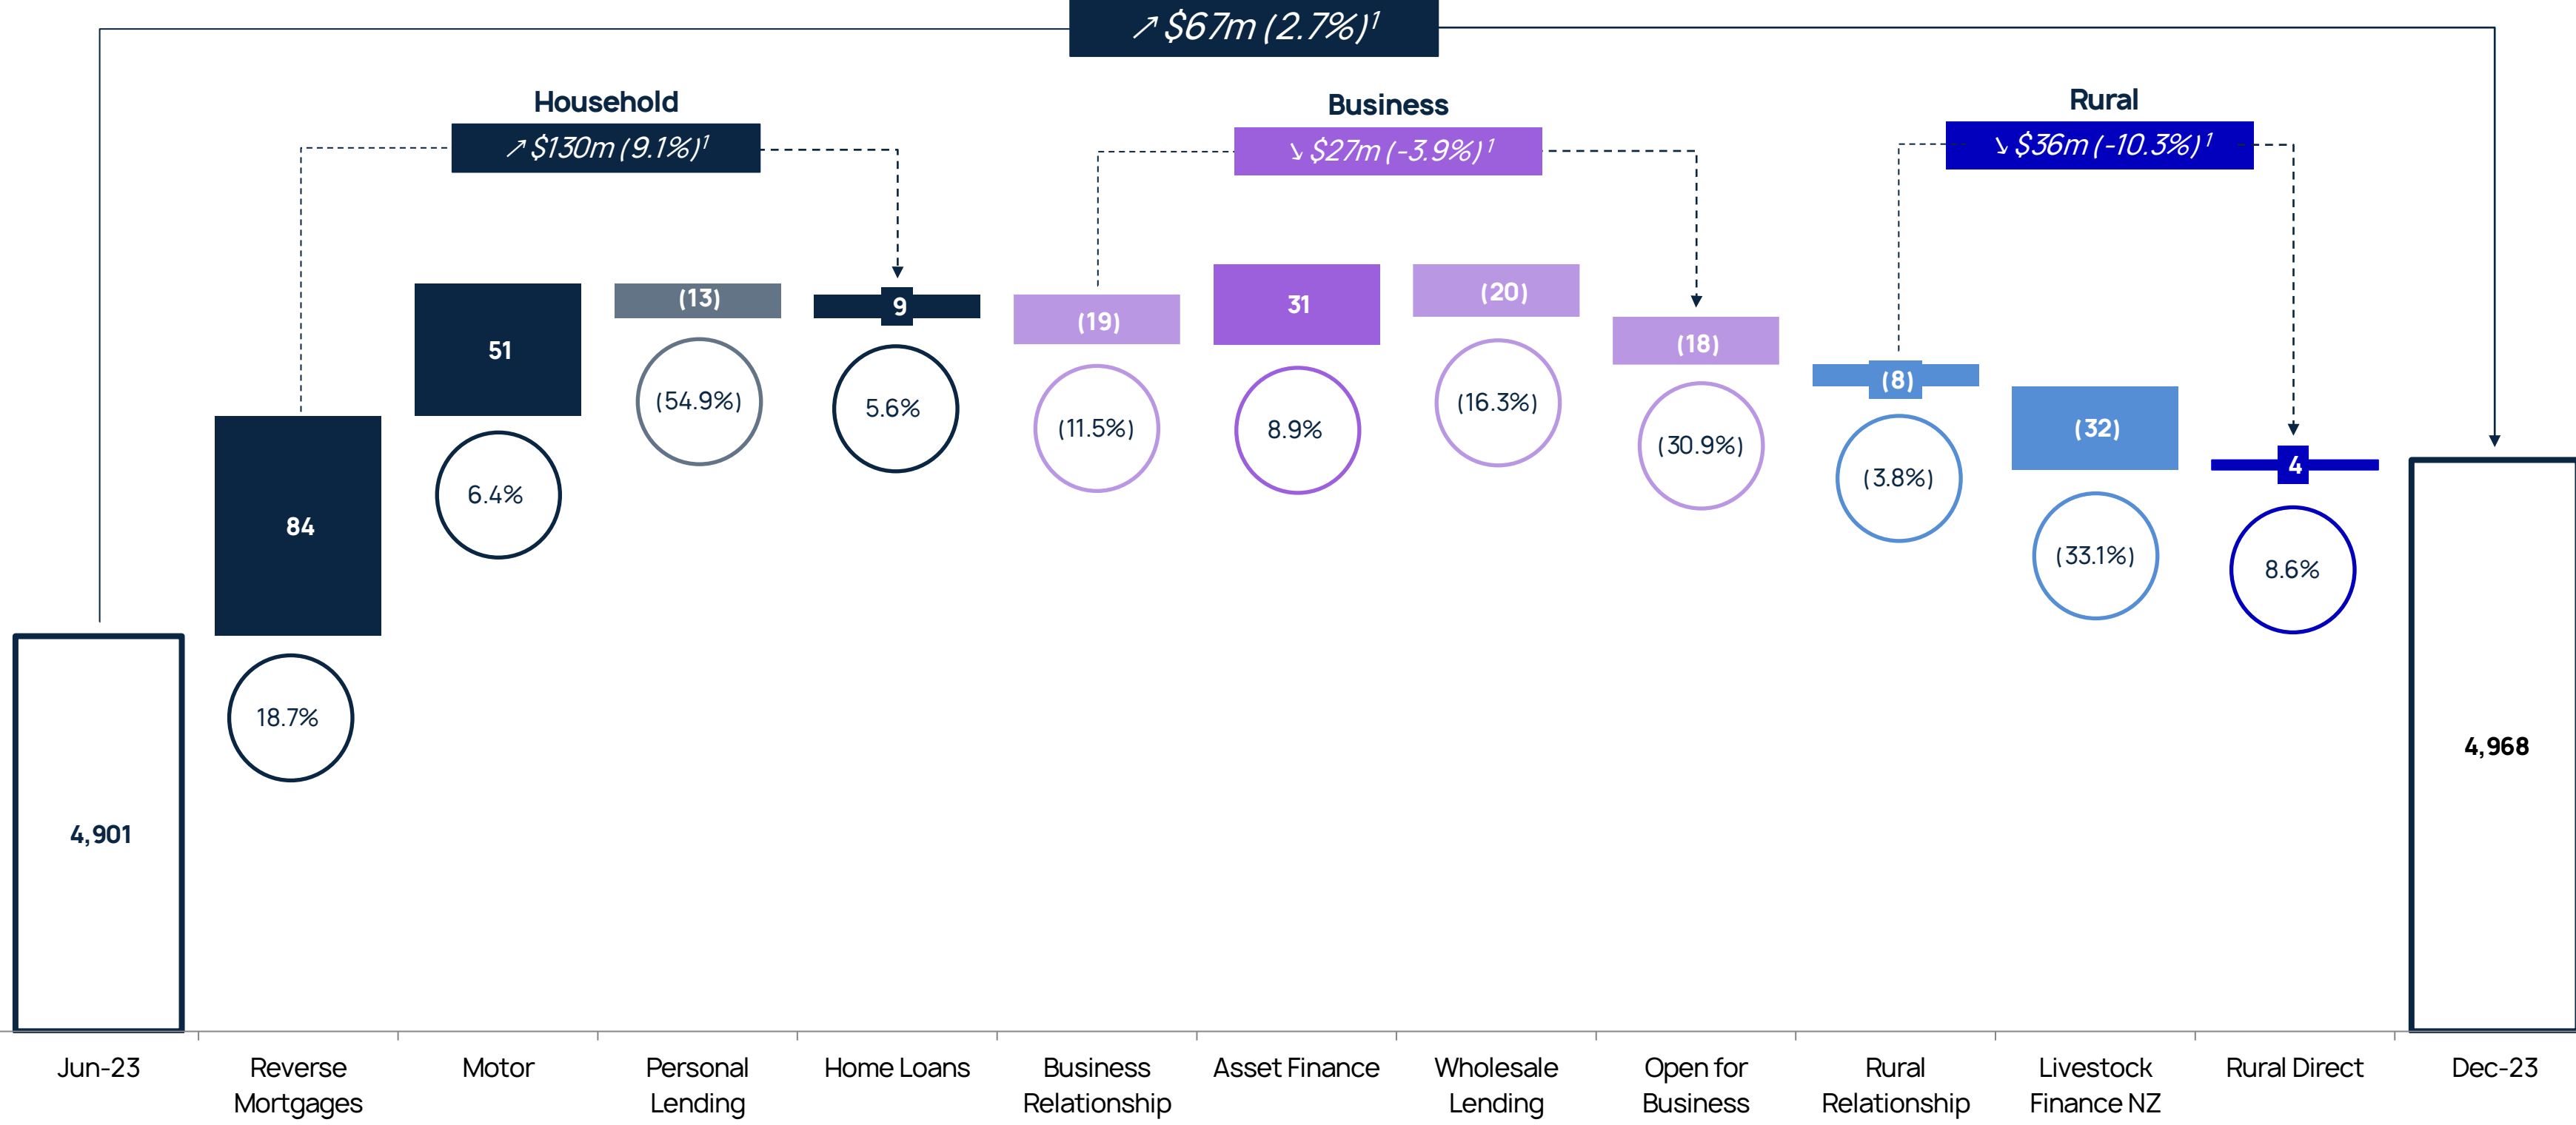 ↗ $67m (2.7%)¹
Household
↗ $130m (9.1%)¹
Business
↘ $27m (-3.9%)¹
Rural
↘ $36m (-10.3%)¹
84
51
(13)
9
(19)
31
(20)
(18)
(8)
(32)
4
18.7%
6.4%
(54.9%)
5.6%
(11.5%)
8.9%
(16.3%)
(30.9%)
(3.8%)
(33.1%)
8.6%
4,901
4,968
Jun-23
Reverse
Mortgages
Motor
Personal
Lending
Home Loans
Business
Relationship
Asset Finance
Wholesale
Lending
Open for
Business
Rural
Relationship
Livestock
Finance NZ
Rural Direct
Dec-23